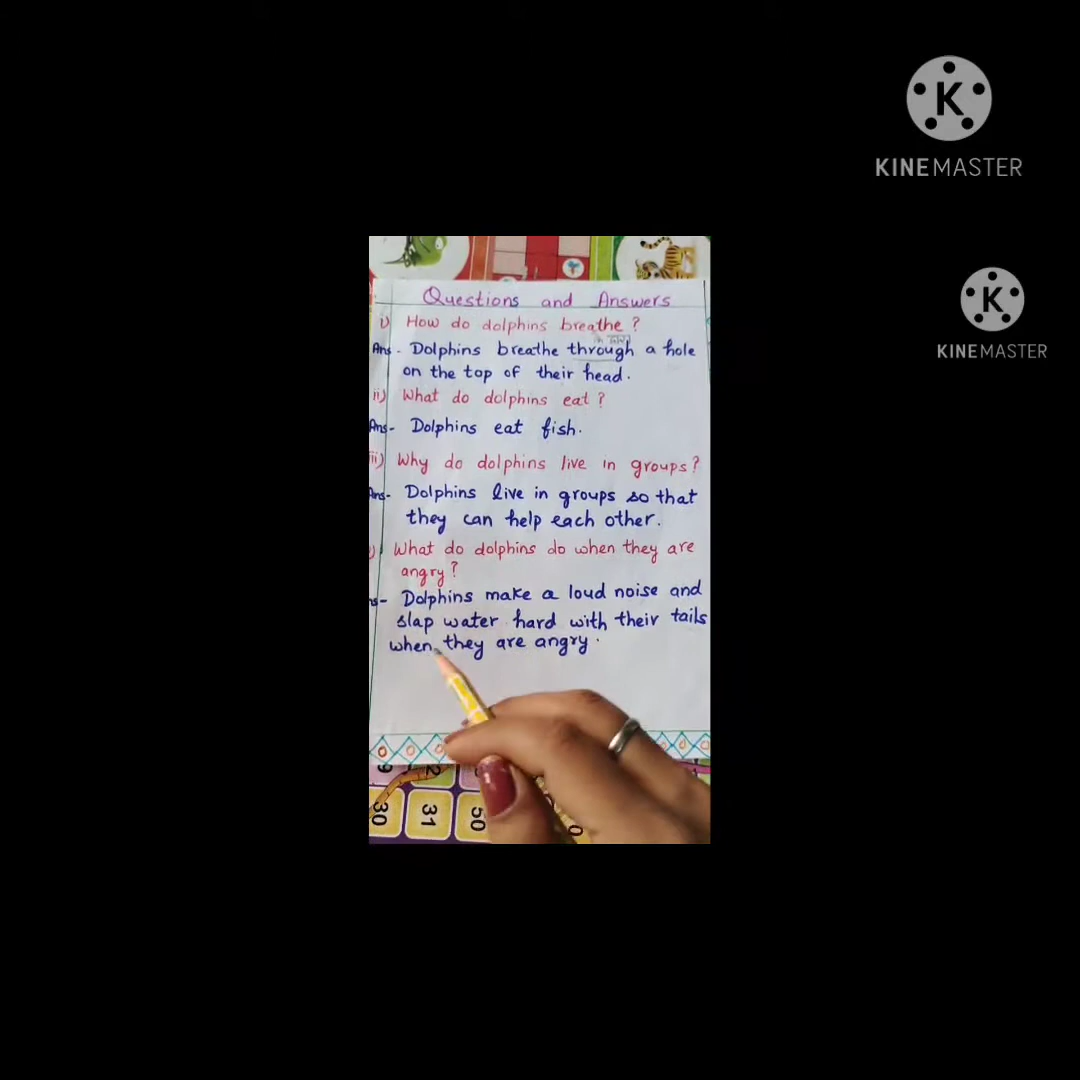 KINEMASTER
KINEMASTER
Questions and Answers
i) How do dolphins breathe?
Ans - Dolphins breathe through a hole
on the top of their head.
ii) What do dolphins eat?
Ans- Dolphins eat fish.
iii) Why do dolphins live in groups?
Ans- Dolphins live in groups so that
they can help each other.
) What do dolphins do when they are
angry?
ns- Dolphins make a loud noise and
slap water hard with their tails
when they are angry.
30
31
50